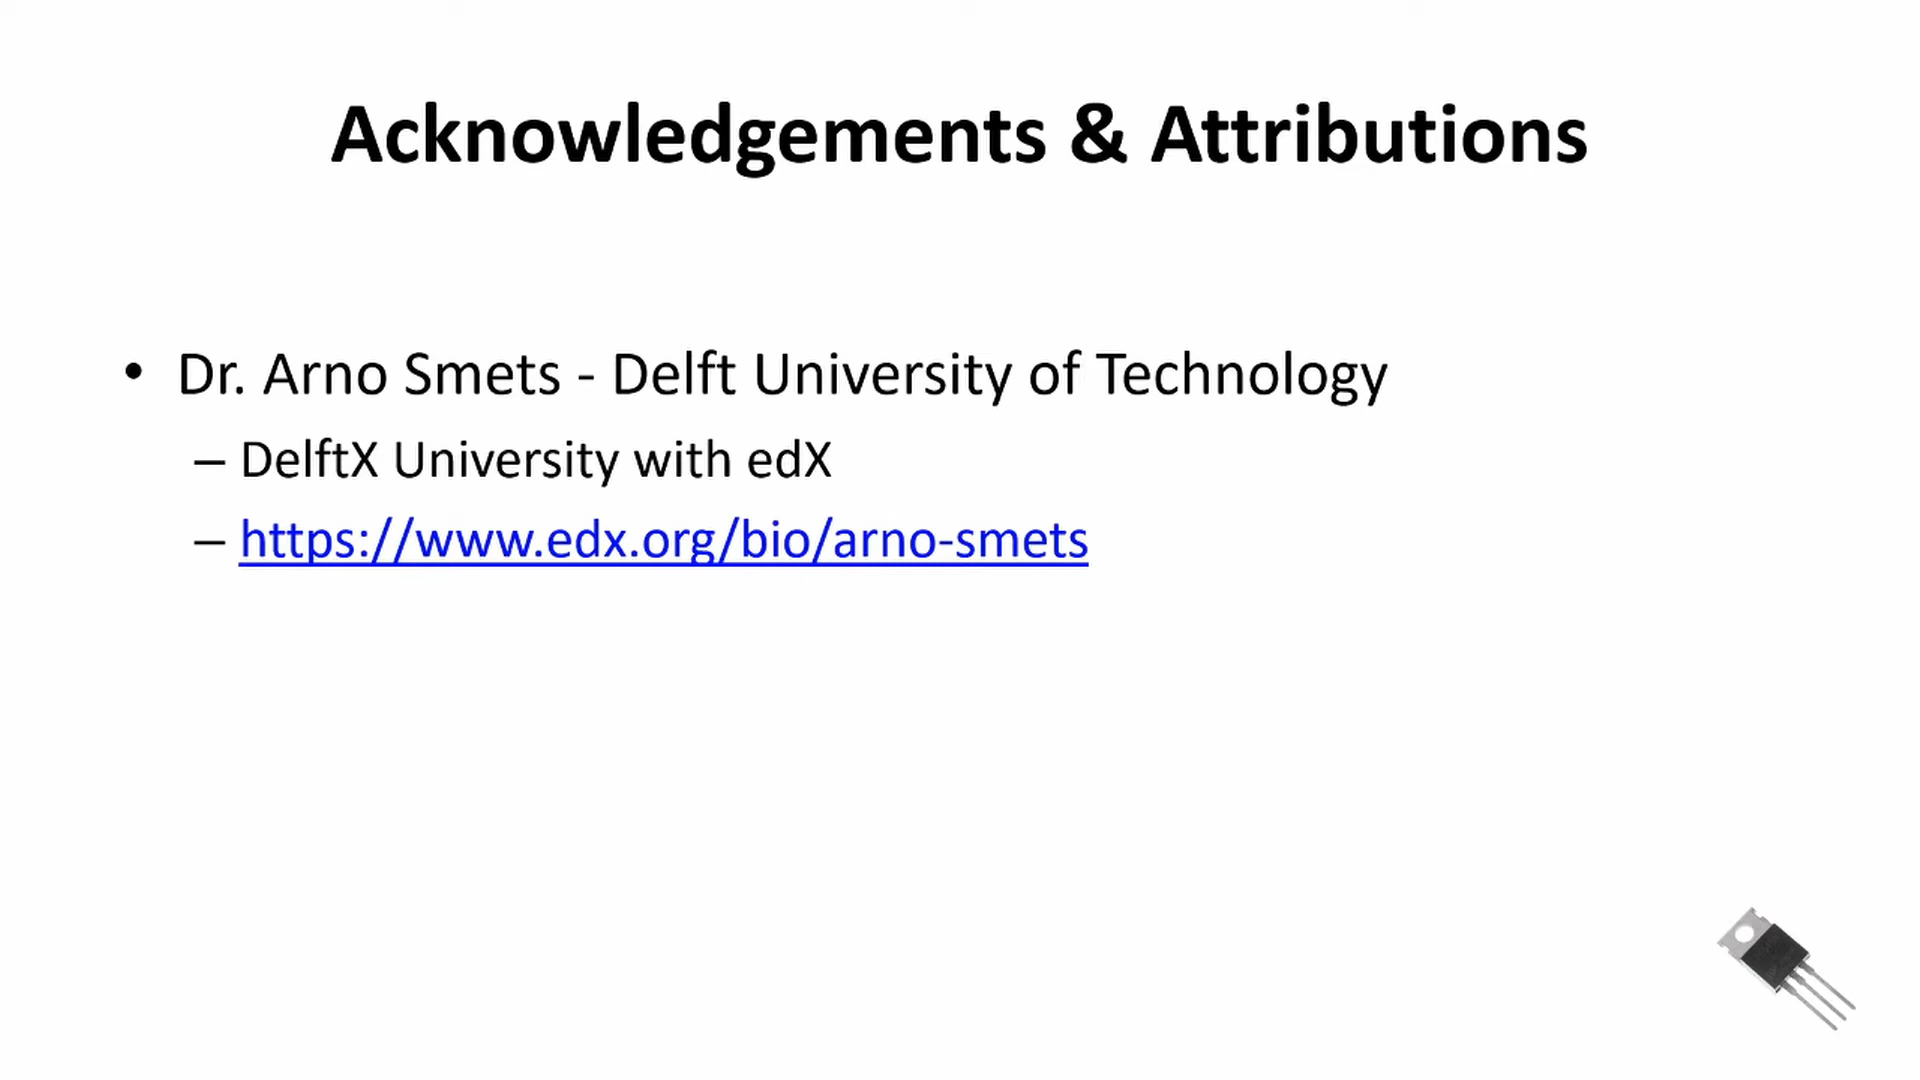 Acknowledgements & Attributions
• Dr. Arno Smets - Delft University of Technology
– DelftX University with edX
– https://www.edx.org/bio/arno-smets